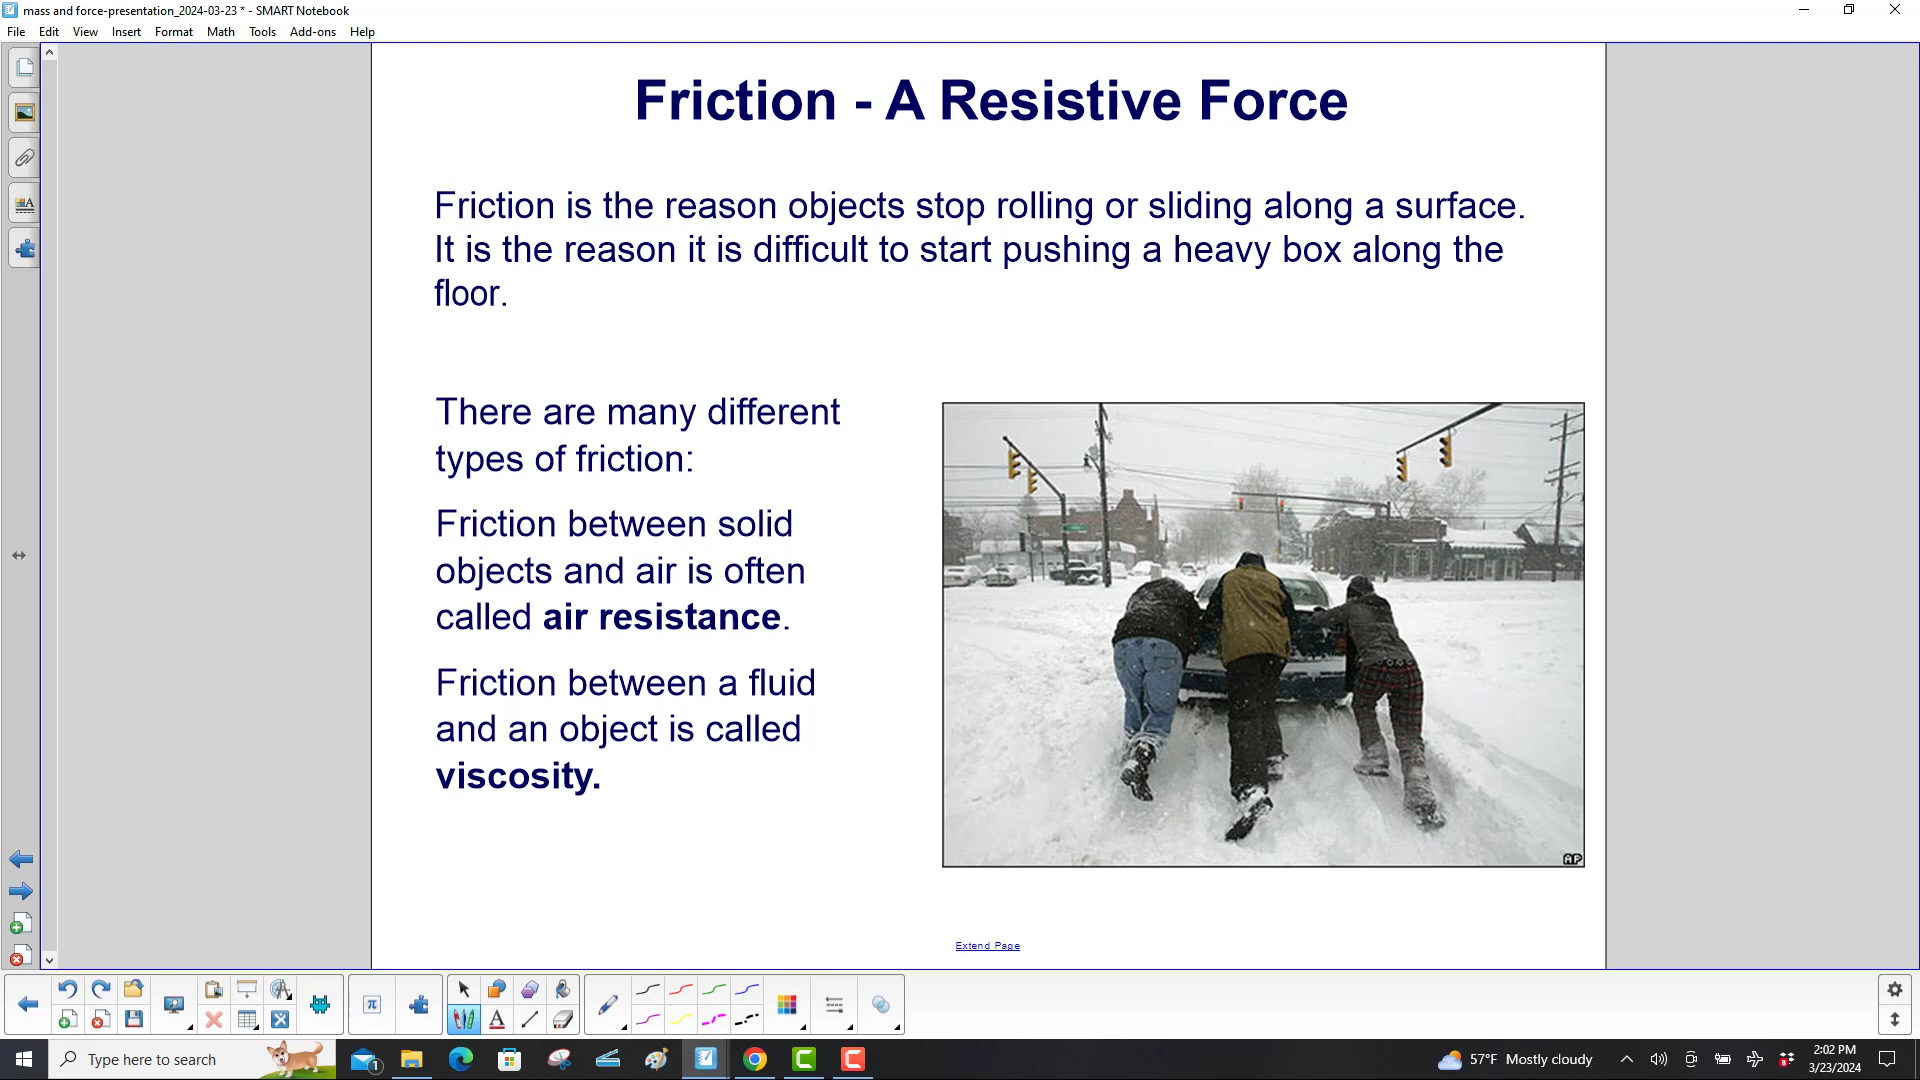 mass and force-presentation_2024-03-23 * - SMART Notebook
File Edit View Insert Format Math Tools Add-ons Help
Friction - A Resistive Force
Friction is the reason objects stop rolling or sliding along a surface.
It is the reason it is difficult to start pushing a heavy box along the
floor.
There are many different
types of friction:
Friction between solid
objects and air is often
called air resistance.
Friction between a fluid
and an object is called
viscosity.
AP
Extend Page
Type here to search
1
57°F Mostly cloudy
2:02 PM
3/23/2024